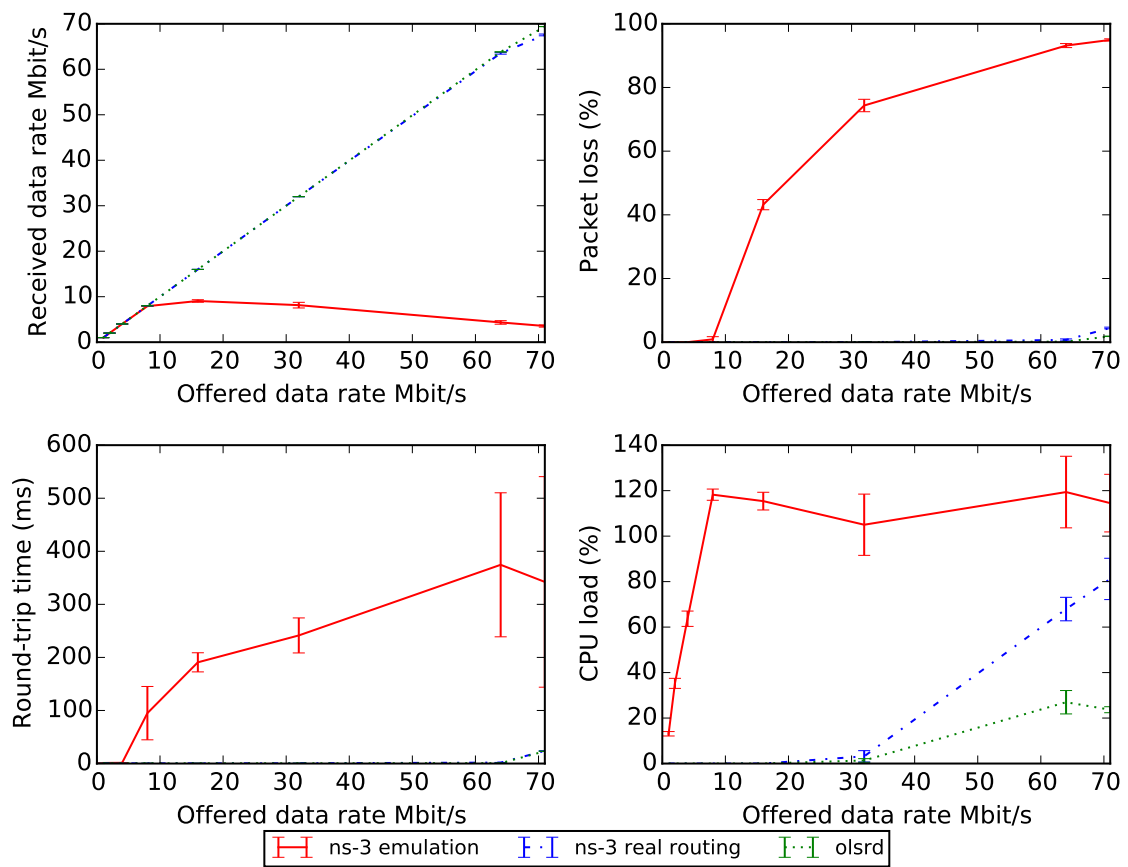 70
60
50
40
30
20
10
0
Received data rate Mbit/s
0 10 20 30 40 50 60 70
Offered data rate Mbit/s
100
80
60
40
20
0
Packet loss (%)
0 10 20 30 40 50 60 70
Offered data rate Mbit/s
600
500
400
300
200
100
0
Round-trip time (ms)
0 10 20 30 40 50 60 70
Offered data rate Mbit/s
140
120
100
80
60
40
20
0
CPU load (%)
0 10 20 30 40 50 60 70
Offered data rate Mbit/s
ns-3 emulation ns-3 real routing olsrd